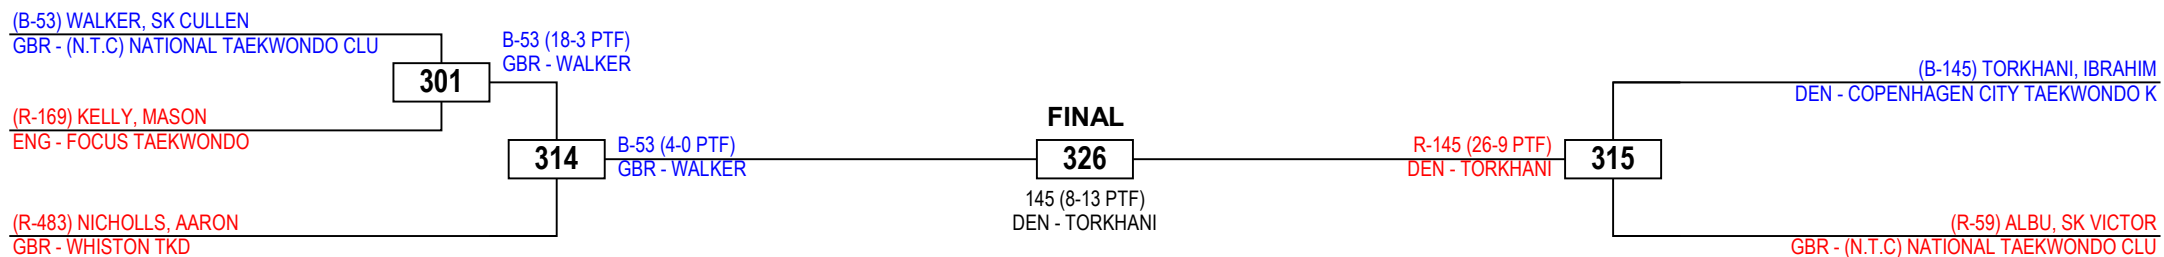 (B-53) WALKER, SK CULLEN
GBR - (N.T.C) NATIONAL TAEKWONDO CLU
B-53 (18-3 PTF)
GBR - WALKER
301
(R-169) KELLY, MASON
ENG - FOCUS TAEKWONDO
314
B-53 (4-0 PTF)
GBR - WALKER
(R-483) NICHOLLS, AARON
GBR - WHISTON TKD
FINAL
326
145 (8-13 PTF)
DEN - TORKHANI
R-145 (26-9 PTF)
DEN - TORKHANI
315
(B-145) TORKHANI, IBRAHIM
DEN - COPENHAGEN CITY TAEKWONDO K
(R-59) ALBU, SK VICTOR
GBR - (N.T.C) NATIONAL TAEKWONDO CLU